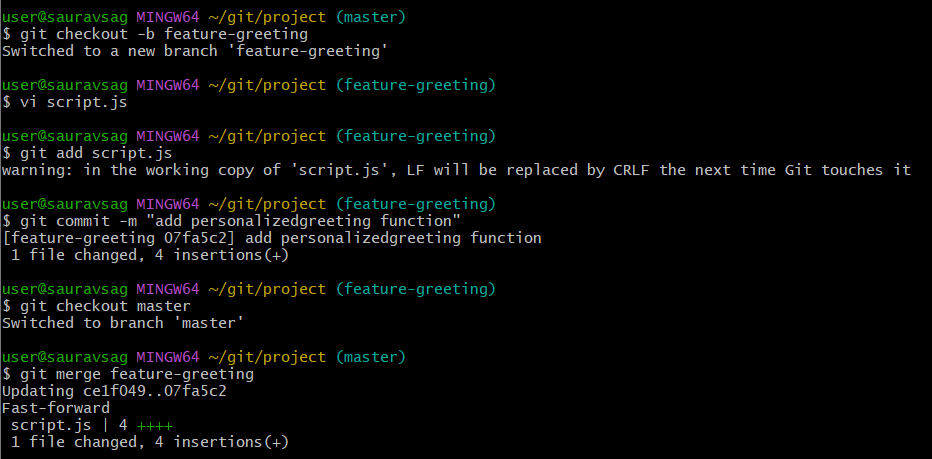 user@sauravsag MINGW64 ~/git/project (master)
$ git checkout -b feature-greeting
Switched to a new branch 'feature-greeting'
user@sauravsag MINGW64 ~/git/project (feature-greeting)
$ vi script.js
user@sauravsag MINGW64 ~/git/project (feature-greeting)
$ git add script.js
warning: in the working copy of 'script.js', LF will be replaced by CRLF the next time Git touches it
user@sauravsag MINGW64 ~/git/project (feature-greeting)
$ git commit -m "add personalizedgreeting function"
[feature-greeting 07fa5c2] add personalizedgreeting function
 1 file changed, 4 insertions(+)
user@sauravsag MINGW64 ~/git/project (feature-greeting)
$ git checkout master
Switched to branch 'master'
user@sauravsag MINGW64 ~/git/project (master)
$ git merge feature-greeting
Updating ce1f049..07fa5c2
Fast-forward
 script.js | 4 ++++
 1 file changed, 4 insertions(+)